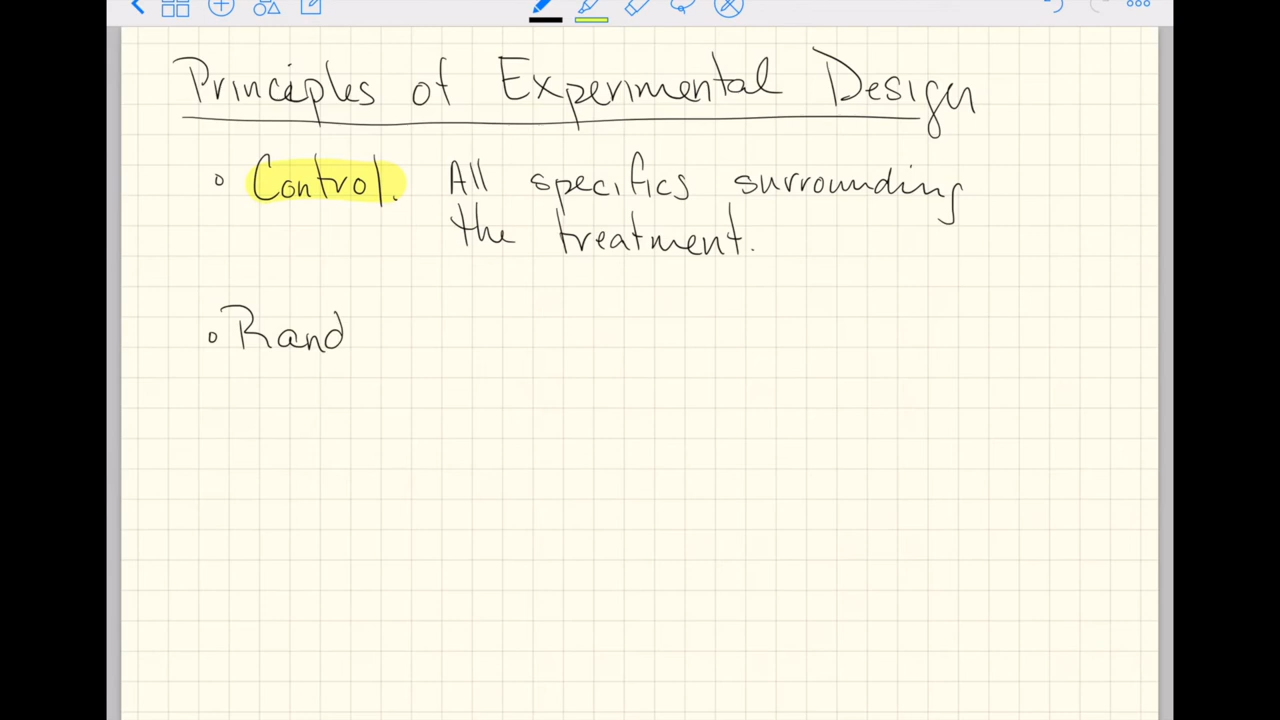 Principles of Experimental Design
Control. All specifics surrounding
the treatment.
Rand